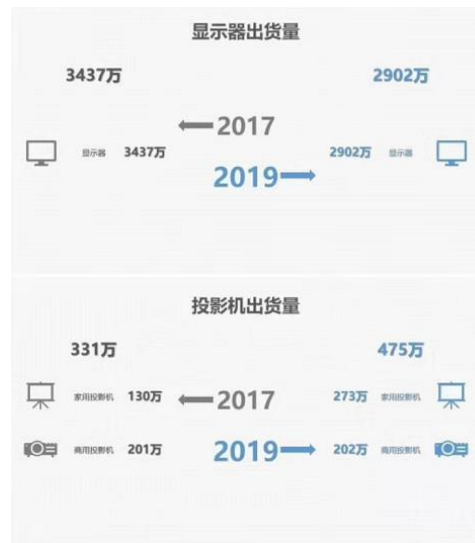 显示器出货量
3437万 2902万
2017
显示器 3437万 2902万 显示器
2019
投影机出货量
331万 475万
家用投影机 130万 2017 273万 家用投影机
商用投影机 201万 2019 202万 商用投影机